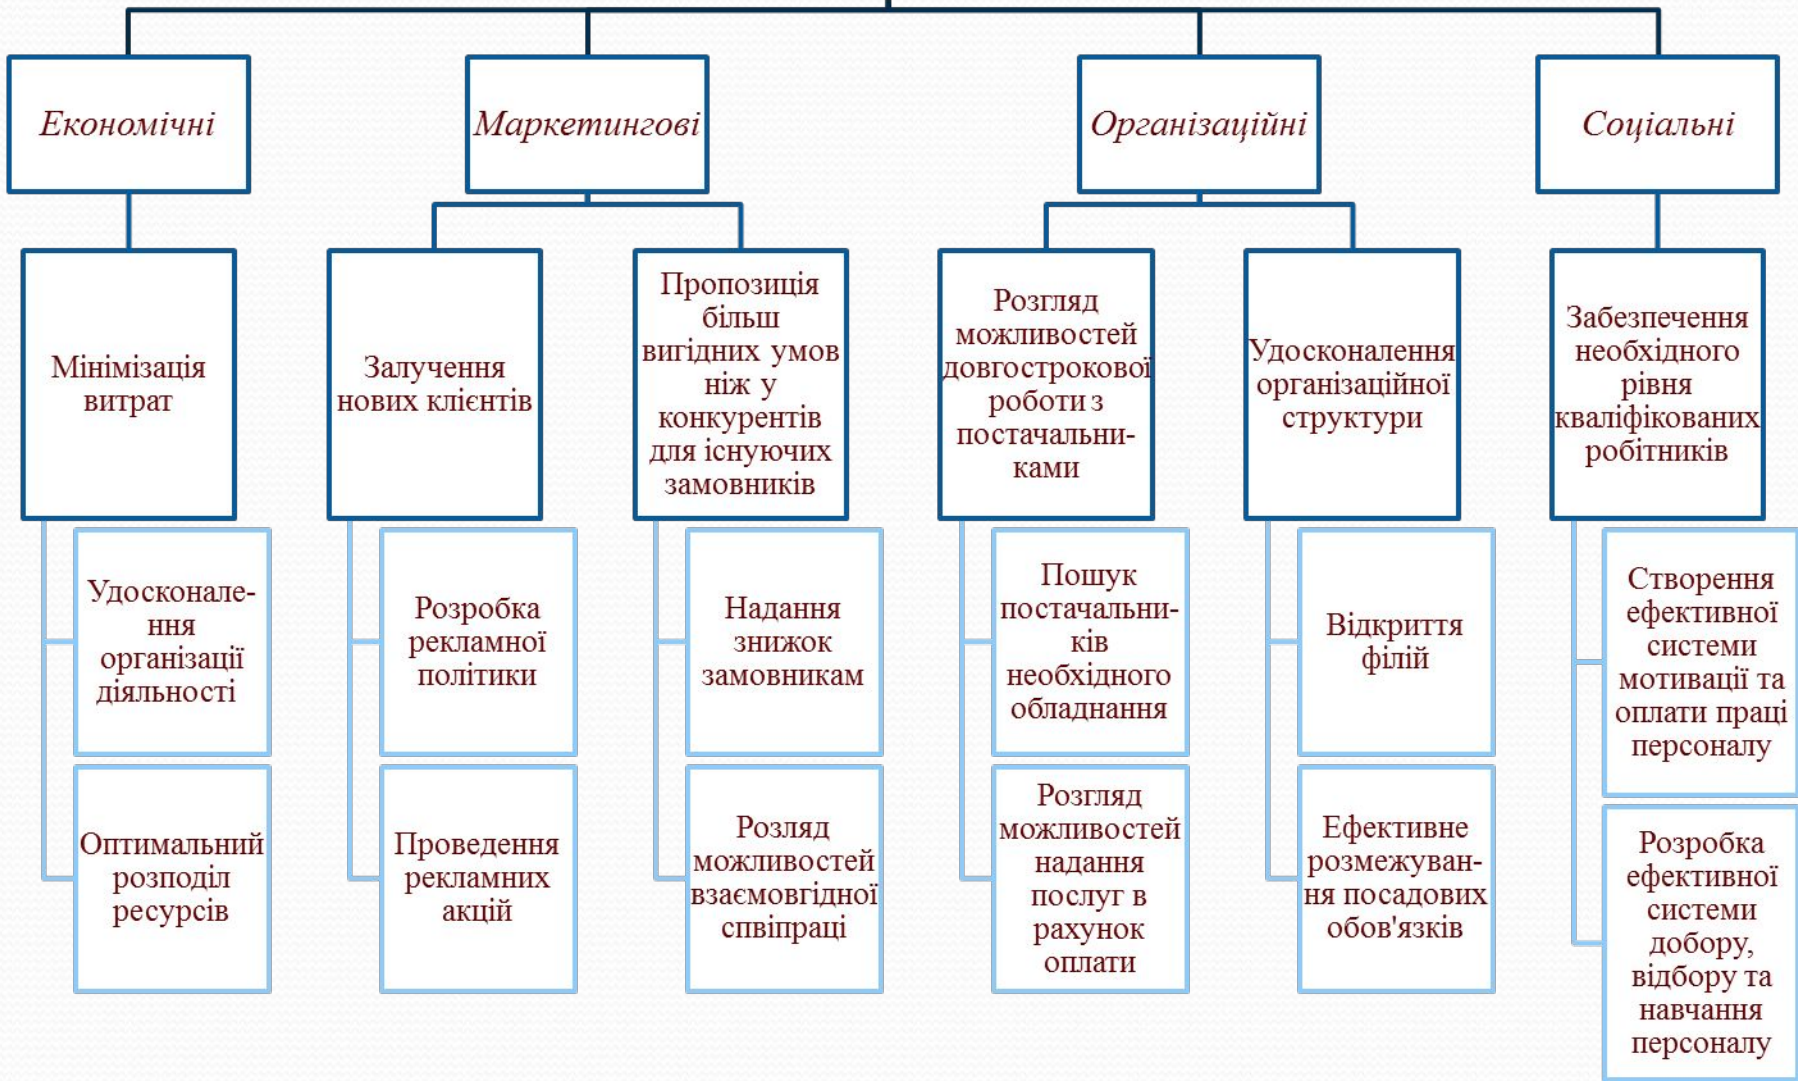 Економічні
Маркетингові
Організаційні
Соціальні
Мінімізація
витрат
Залучення
нових клієнтів
Пропозиція
більш
вигідних умов
ніж у
конкурентів
для існуючих
замовників
Розгляд
можливостей
довгострокової
роботи з
постачальни-
ками
Удосконалення
організаційної
структури
Забезпечення
необхідного
рівня
кваліфікованих
робітників
Удосконале-
ння
організації
діяльності
Розробка
рекламної
політики
Надання
знижок
замовникам
Пошук
постачальни-
ків
необхідного
обладнання
Відкриття
філій
Створення
ефективної
системи
мотивації та
оплати праці
персоналу
Оптимальний
розподіл
ресурсів
Проведення
рекламних
акцій
Розляд
можливостей
взаємовгідної
спвіпраці
Розгляд
можливостей
надання
послуг в
рахунок
оплати
Ефективне
розмежуван-
ня посадових
обов'язків
Розробка
ефективної
системи
добору,
відбору та
навчання
персоналу